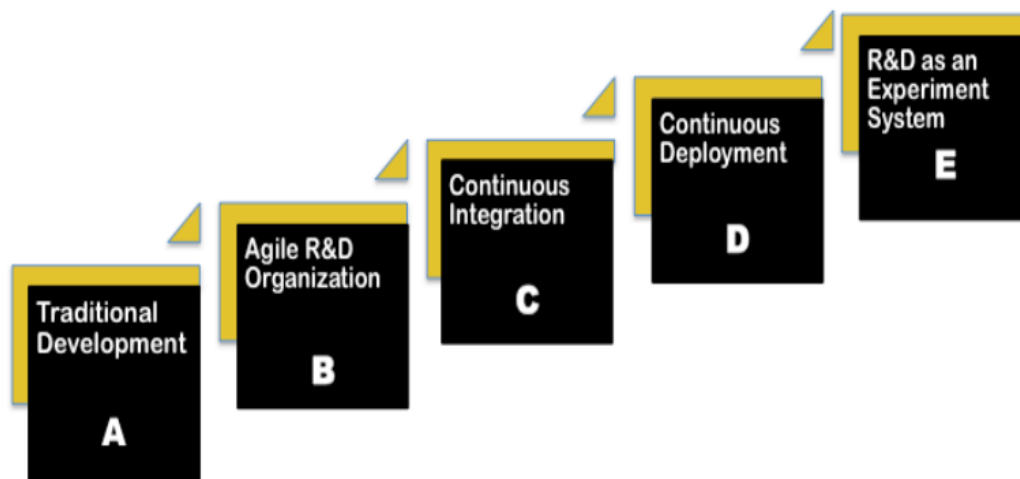 Traditional
Development
A
Agile R&D
Organization
B
Continuous
Integration
C
Continuous
Deployment
D
R&D as an
Experiment
System
E